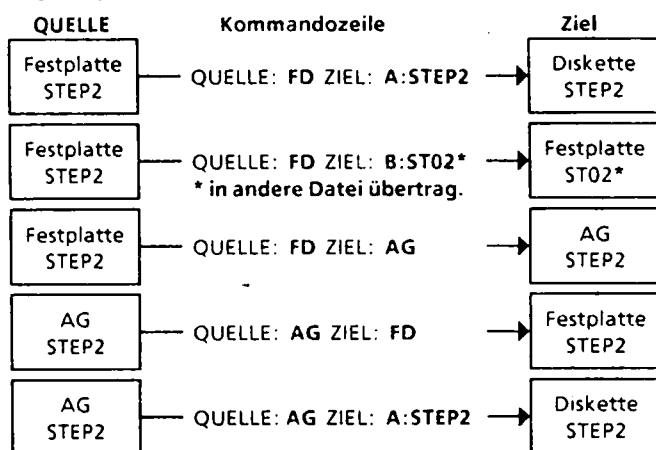 QUELLE Kommandozeile Ziel
Festplatte
STEP2
QUELLE: FD ZIEL: A:STEP2
Diskette
STEP2
Festplatte
STEP2
QUELLE: FD ZIEL: B:ST02*
* in andere Datei übertrag.
Festplatte
ST02*
Festplatte
STEP2
QUELLE: FD ZIEL: AG
AG
STEP2
AG
STEP2
QUELLE: AG ZIEL: FD
Festplatte
STEP2
AG
STEP2
QUELLE: AG ZIEL: A:STEP2
Diskette
STEP2